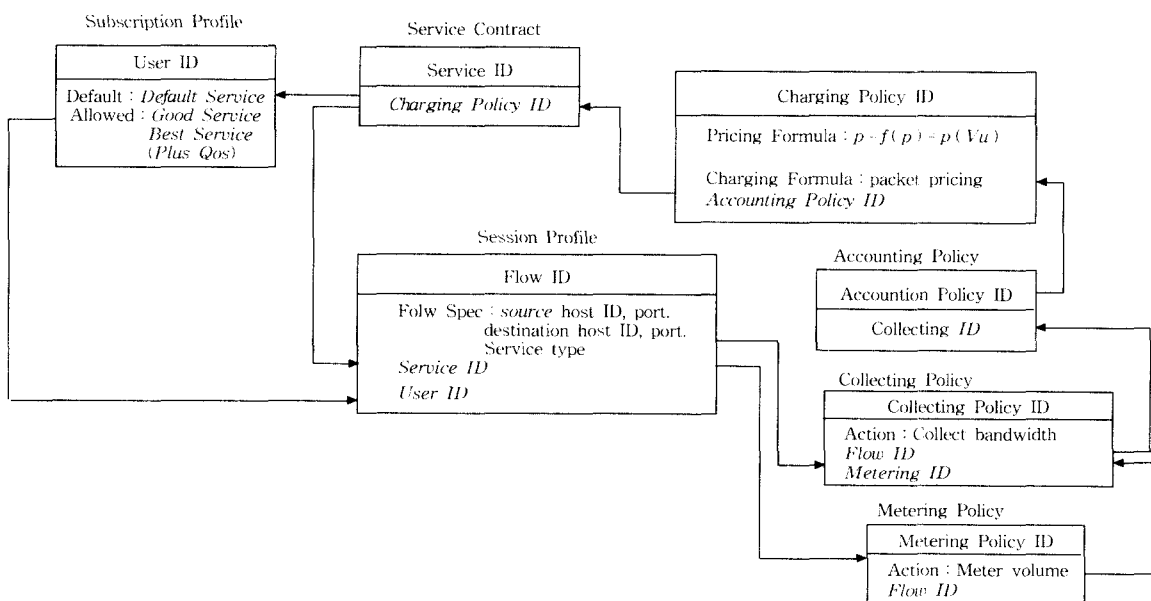 Subscription Profile
User ID
Default : Default Service
Allowed : Good Service
Best Service
(Plus Qos)
Service Contract
Service ID
Charging Policy ID
Charging Policy ID
Pricing Formula : p - f( p ) - p ( Vu )
Charging Formula : packet pricing
Accounting Policy ID
Session Profile
Flow ID
Folw Spec : source host ID, port.
destination host ID, port.
Service type
Service ID
User ID
Accounting Policy
Accountion Policy ID
Collecting ID
Collecting Policy
Collecting Policy ID
Action : Collect bandwidth
Flow ID
Metering ID
Metering Policy
Metering Policy ID
Action : Meter volume
Flow ID